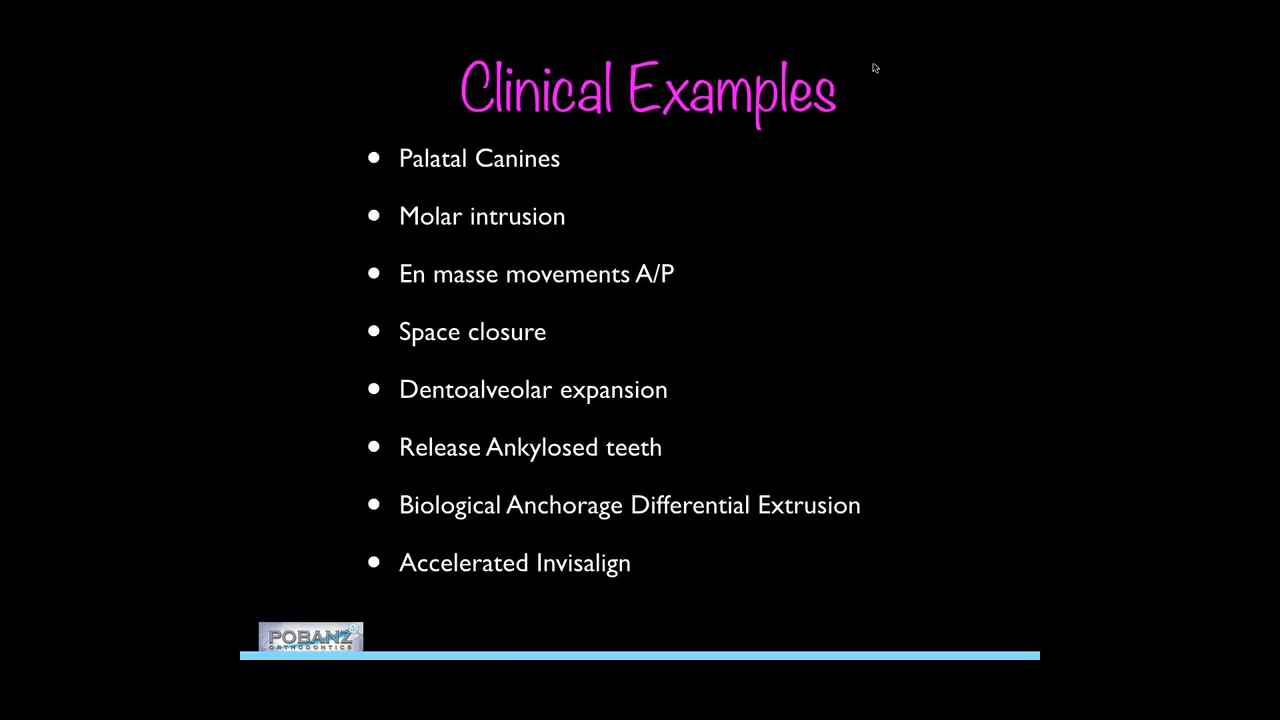 Clinical Examples
• Palatal Canines
• Molar intrusion
• En masse movements A/P
• Space closure
• Dentoalveolar expansion
• Release Ankylosed teeth
• Biological Anchorage Differential Extrusion
• Accelerated Invisalign
POBANZ
ORTHODONTICS